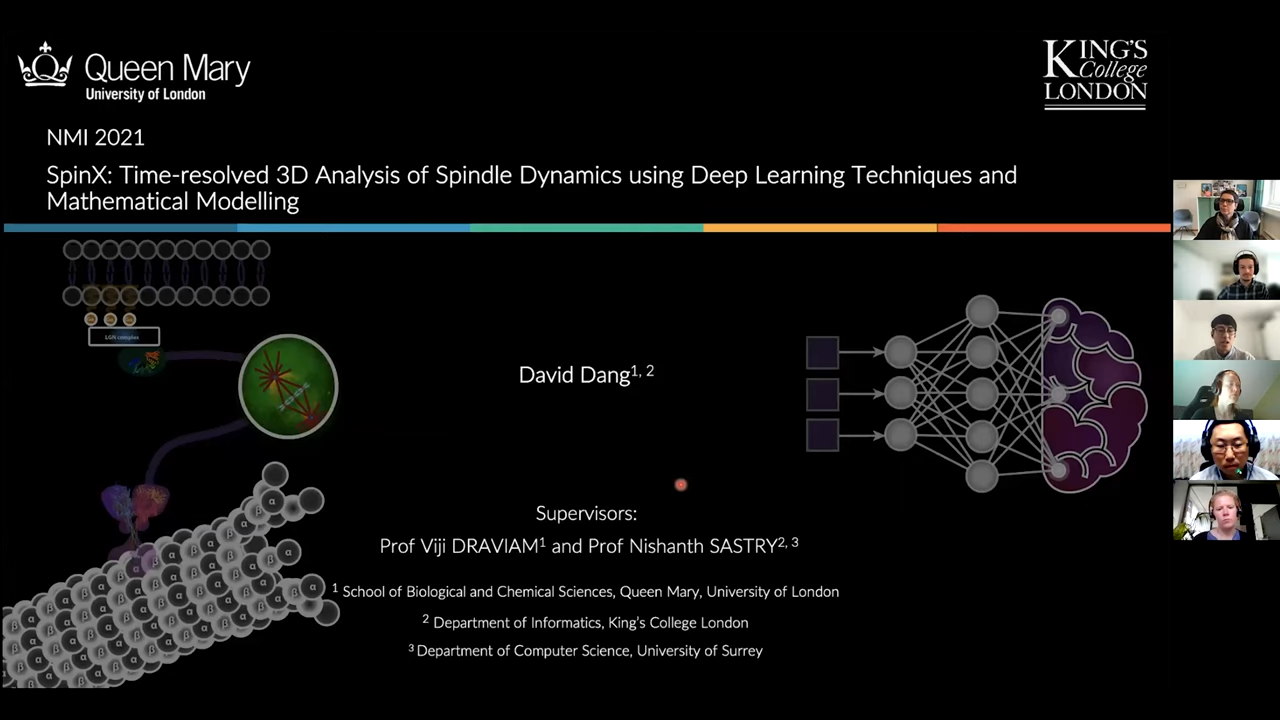 Queen Mary
University of London
KING'S
College
LONDON
NMI 2021
SpinX: Time-resolved 3D Analysis of Spindle Dynamics using Deep Learning Techniques and
Mathematical Modelling
LGN complex
David Dang1, 2
Supervisors:
Prof Viji DRAVIAM1 and Prof Nishanth SASTRY2, 3
1 School of Biological and Chemical Sciences, Queen Mary, University of London
2 Department of Informatics, King's College London
3 Department of Computer Science, University of Surrey